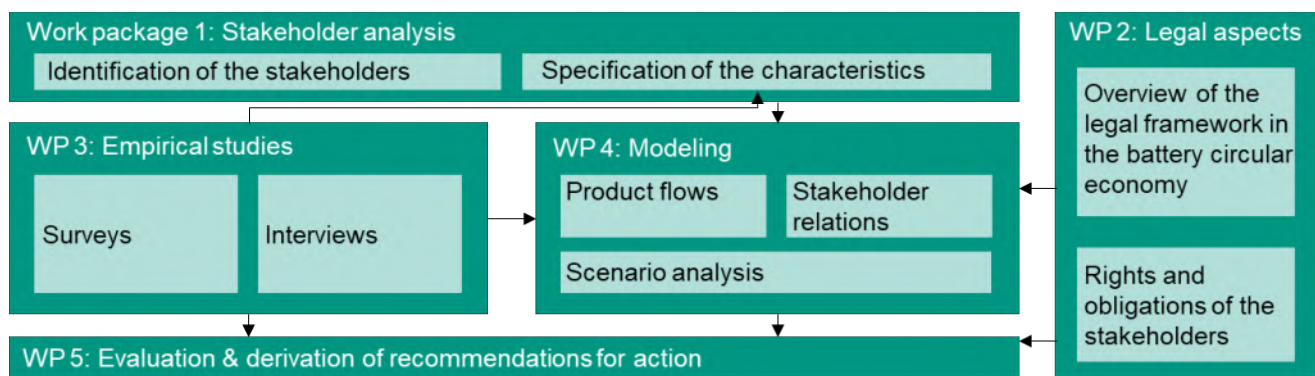 Work package 1: Stakeholder analysis
Identification of the stakeholders
Specification of the characteristics
WP 2: Legal aspects
Overview of the
legal framework in
the battery circular
economy
Rights and
obligations of the
stakeholders
WP 3: Empirical studies
Surveys
Interviews
WP 4: Modeling
Product flows
Stakeholder
relations
Scenario analysis
WP 5: Evaluation & derivation of recommendations for action